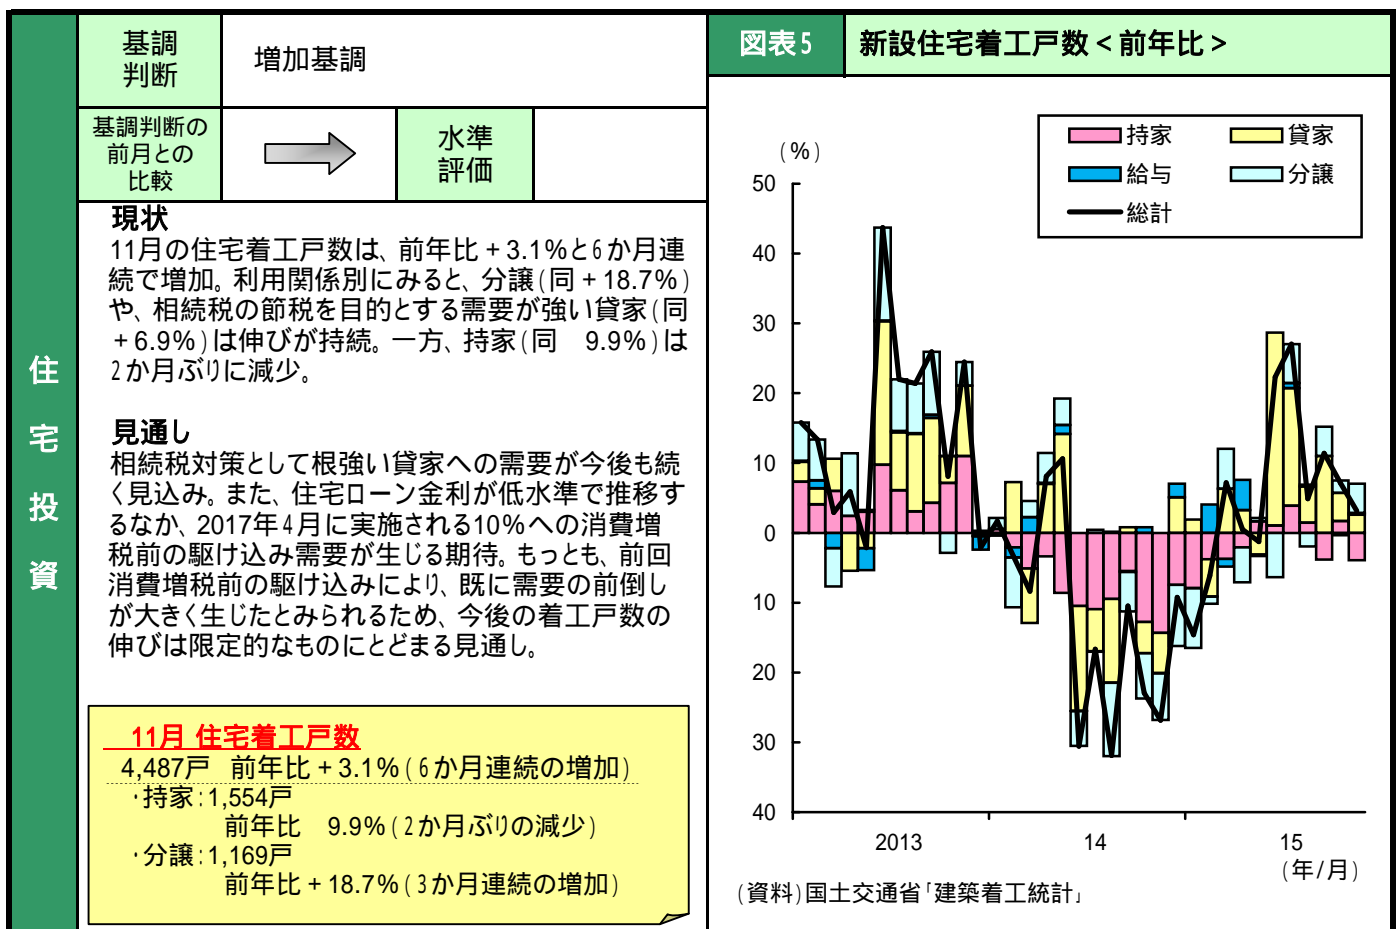 住宅投資
基調
判断
増加基調
基調判断の
前月との
比較
水準
評価
現状
11月の住宅着工戸数は、前年比+3.1%と6か月連
続で増加。利用関係別にみると、分譲(同+18.7%)
や、相続税の節税を目的とする需要が強い貸家(同
+6.9%)は伸びが持続。一方、持家(同 9.9%)は
2か月ぶりに減少。
見通し
相続税対策として根強い貸家への需要が今後も続
く見込み。また、住宅ローン金利が低水準で推移す
るなか、2017年4月に実施される10%への消費増
税前の駆け込み需要が生じる期待。もっとも、前回
消費増税前の駆け込みにより、既に需要の前倒し
が大きく生じたとみられるため、今後の着工戸数の
伸びは限定的なものにとどまる見通し。
11月 住宅着工戸数
4,487戸 前年比+3.1%(6か月連続の増加)
・持家:1,554戸
前年比 9.9%(2か月ぶりの減少)
・分譲:1,169戸
前年比+18.7%(3か月連続の増加)
図表5
新設住宅着工戸数<前年比>
(%)
持家
貸家
給与
分譲
総計
50
40
30
20
10
0
10
20
30
40
2013
14
15
(年/月)
(資料)国土交通省「建築着工統計」